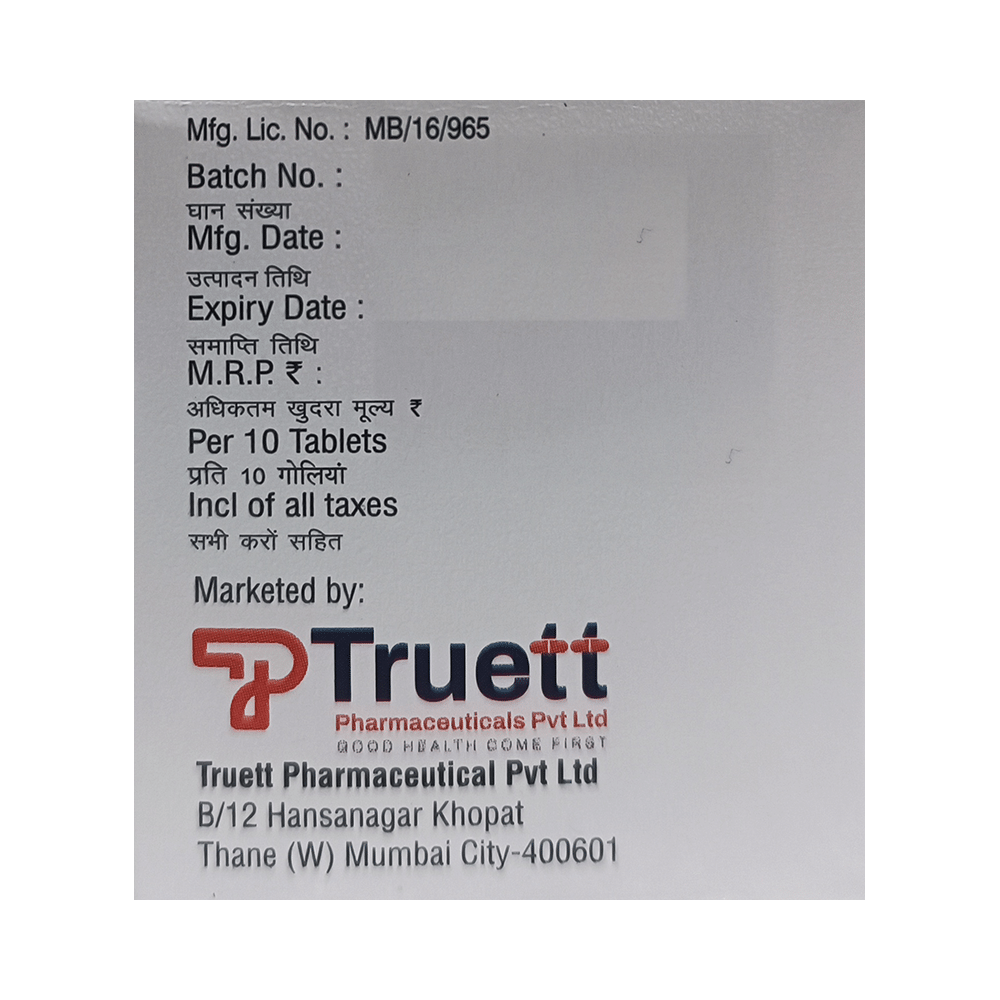 Mfg. Lic. No. : MB/16/965
Batch No. :
घान संख्या
Mfg. Date :
उत्पादन तिथि
Expiry Date :
समाप्ति तिथि
M.R.P. ₹ :
अधिकतम खुदरा मूल्य ₹
Per 10 Tablets
प्रति 10 गोलियां
Incl of all taxes
सभी करों सहित
Marketed by:
Truett
Pharmaceuticals Pvt Ltd
GOOD HEALTH COME FIRST
Truett Pharmaceutical Pvt Ltd
B/12 Hansanagar Khopat
Thane (W) Mumbai City-400601